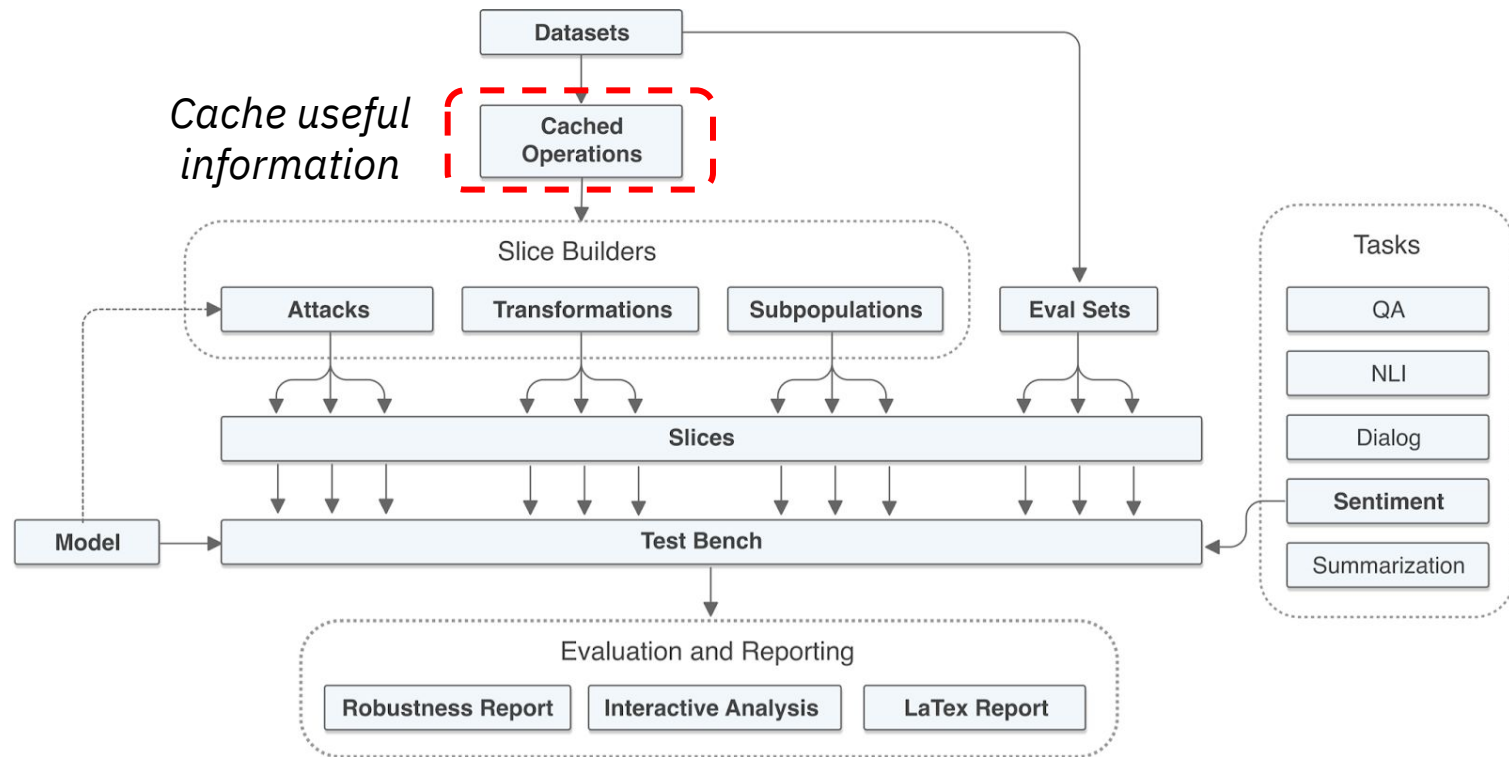 Datasets
Cache useful
information
Cached
Operations
Slice Builders
Attacks
Transformations
Subpopulations
Eval Sets
Slices
Model
Test Bench
Tasks
QA
NLI
Dialog
Sentiment
Summarization
Evaluation and Reporting
Robustness Report
Interactive Analysis
LaTex Report